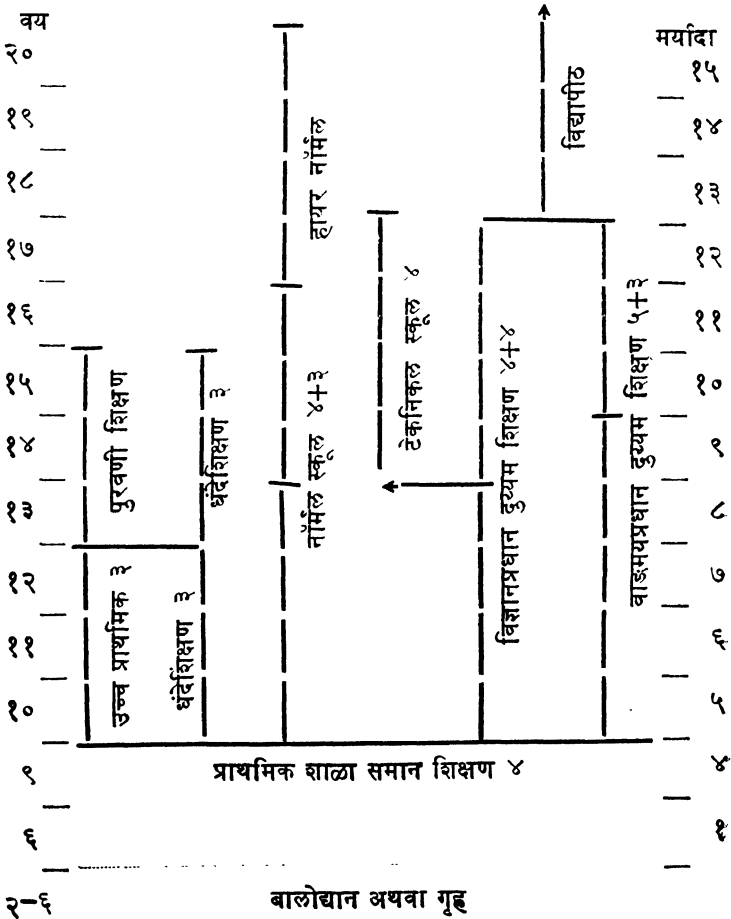 वय
मर्यादा
२०
१९
१८
१७
१६
१५
१४
१३
१२
११
१०
९
६
२-६
१५
१४
१३
१२
११
१०
९
८
७
६
५
४
१
पुरवणी शिक्षण
धंदेशिक्षण ३
उच्च प्राथमिक ३
धंदेशिक्षण ३
हायर नॉर्मल
नॉर्मल स्कूल ४+३
टेकनिकल स्कूल ४
विद्यापीठ
विज्ञानप्रधान दुय्यम शिक्षण ४+४
वाङमयप्रधान दुय्यम शिक्षण ५+३
प्राथमिक शाळा समान शिक्षण ४
बालोद्यान अथवा गृह